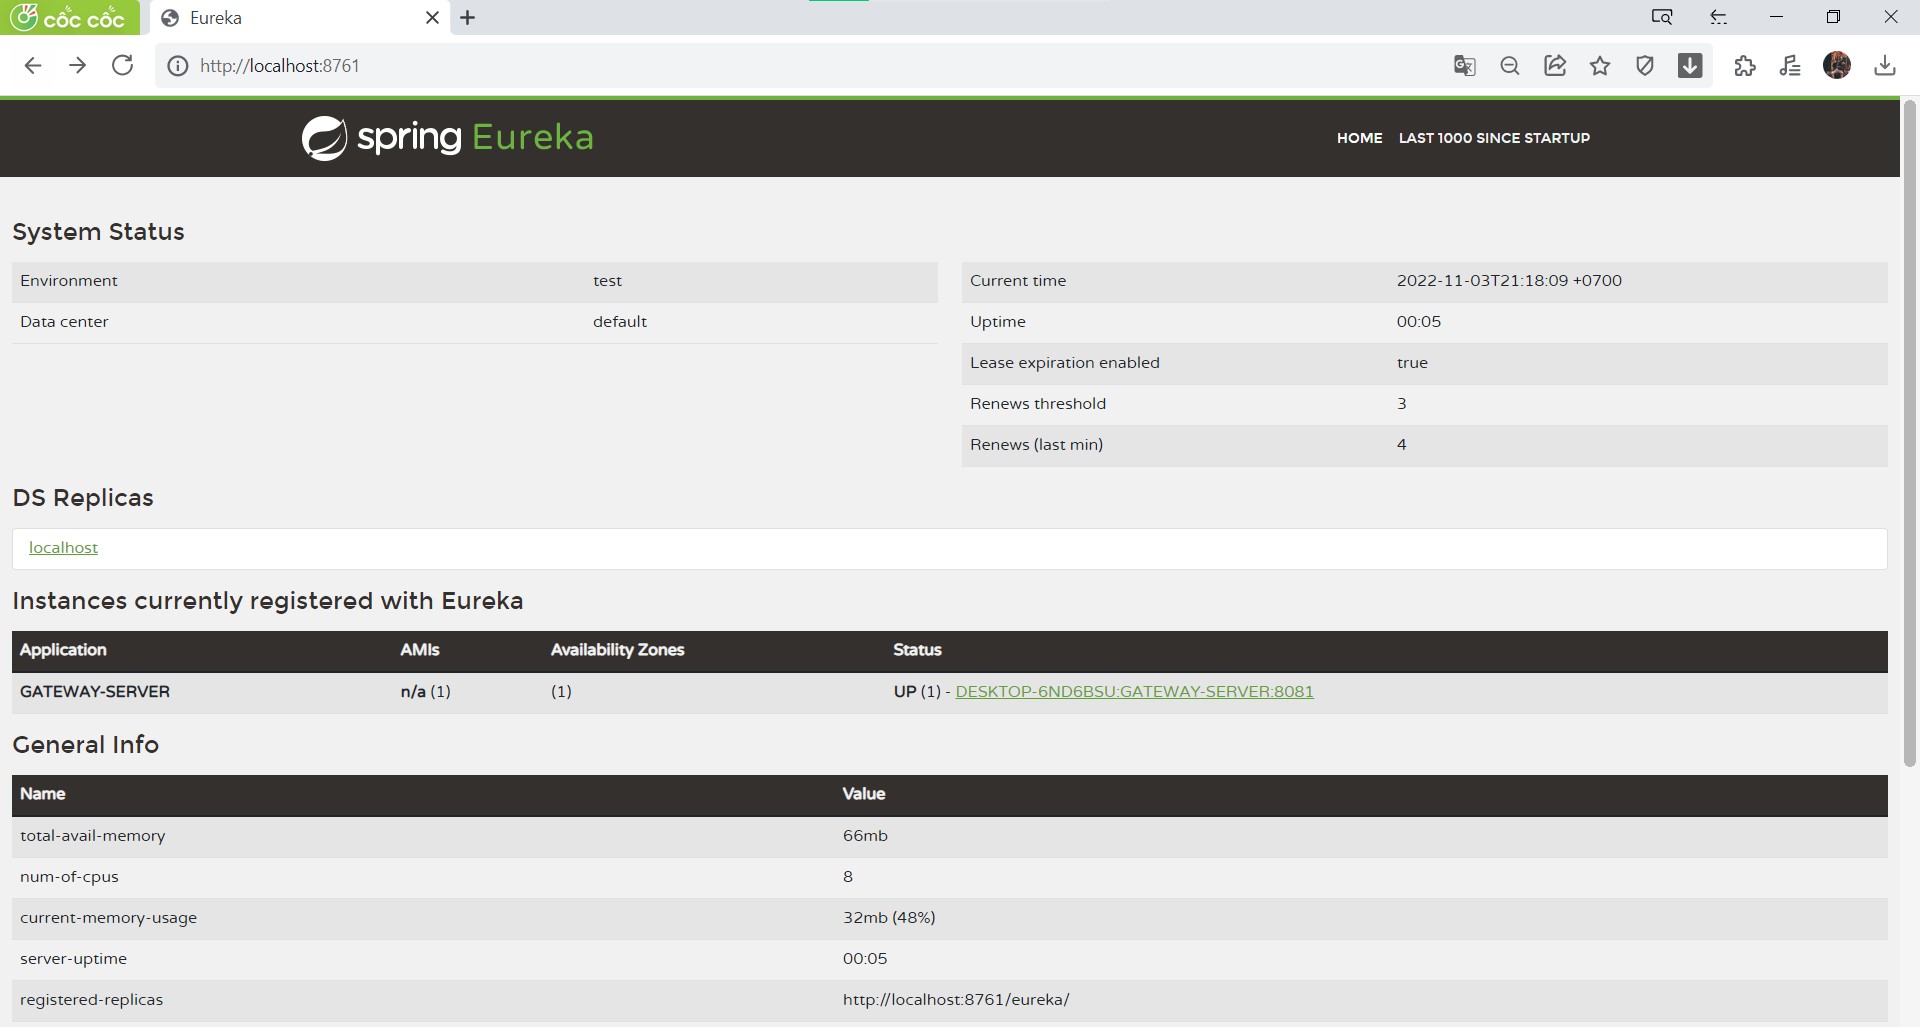 cốc cốc
Eureka
http://localhost:8761
spring Eureka
HOME LAST 1000 SINCE STARTUP
System Status
Environment test
Data center default
Current time 2022-11-03T21:18:09 +0700
Uptime 00:05
Lease expiration enabled true
Renews threshold 3
Renews (last min) 4
DS Replicas
localhost
Instances currently registered with Eureka
Application AMIs Availability Zones Status
GATEWAY-SERVER n/a (1) (1) UP (1) - DESKTOP-6ND6BSU:GATEWAY-SERVER:8081
General Info
Name Value
total-avail-memory 66mb
num-of-cpus 8
current-memory-usage 32mb (48%)
server-uptime 00:05
registered-replicas http://localhost:8761/eureka/